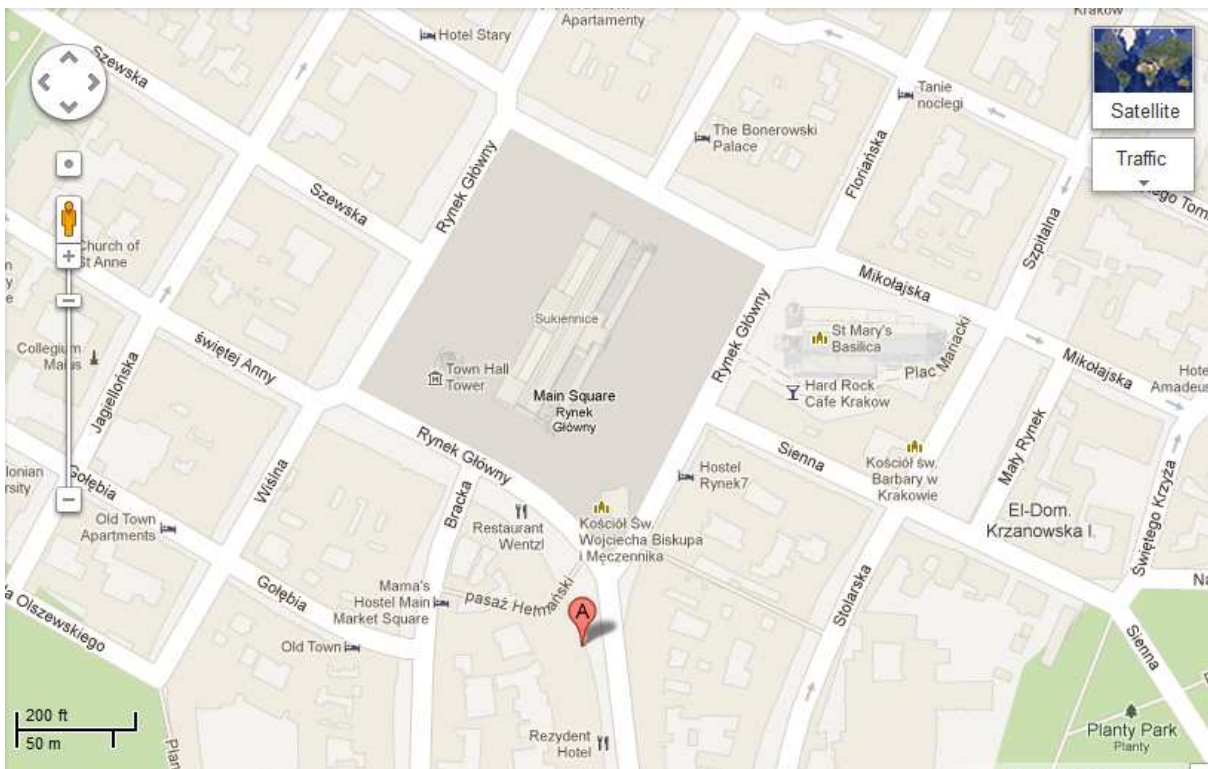 Apartamenty
Krakow
Hotel Stary
Szewska
Tanie
noclegi
Satellite
The Bonerowski
Palace
Traffic
Floriańska
Rynek Główny
Szewska
Szpitalna
Church of
St Anne
Mikołajska
Sukiennice
Rynek Główny
St Mary's
Basilica
Plac Mariacki
świętej Anny
Collegium
Town Hall
Tower
Mikołajska
Hard Rock
Cafe Krakow
Main Square
Rynek
Główny
Jagiellońska
Rynek Główny
Sienna
Mały Rynek
Kościół św.
Barbary w
Krakowie
Hostel
Rynek7
Gołębia
Wiślna
Bracka
Restaurant
Wentzl
Kościół Św.
Wojciecha Biskupa
i Męczennika
El-Dom.
Krzanowska I.
Świętego Krzyża
Old Town
Apartments
Gołębia
Mama's
Hostel Main
Market Square
pasaż Hetmański
A
Stolarska
Olszewskiego
Old Town
Sienna
200 ft
50 m
Rezydent
Hotel
Planty Park
Planty